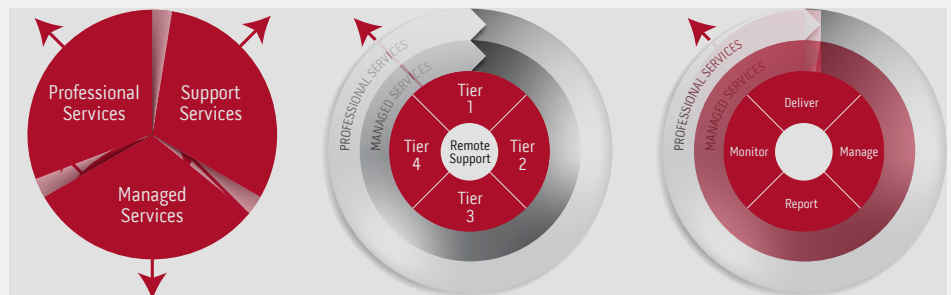 Professional
Services
Support
Services
Managed
Services
PROFESSIONAL SERVICES
MANAGED SERVICES
Tier
1
Tier
2
Tier
3
Tier
4
Remote
Support
PROFESSIONAL SERVICES
MANAGED SERVICES
Deliver
Manage
Report
Monitor